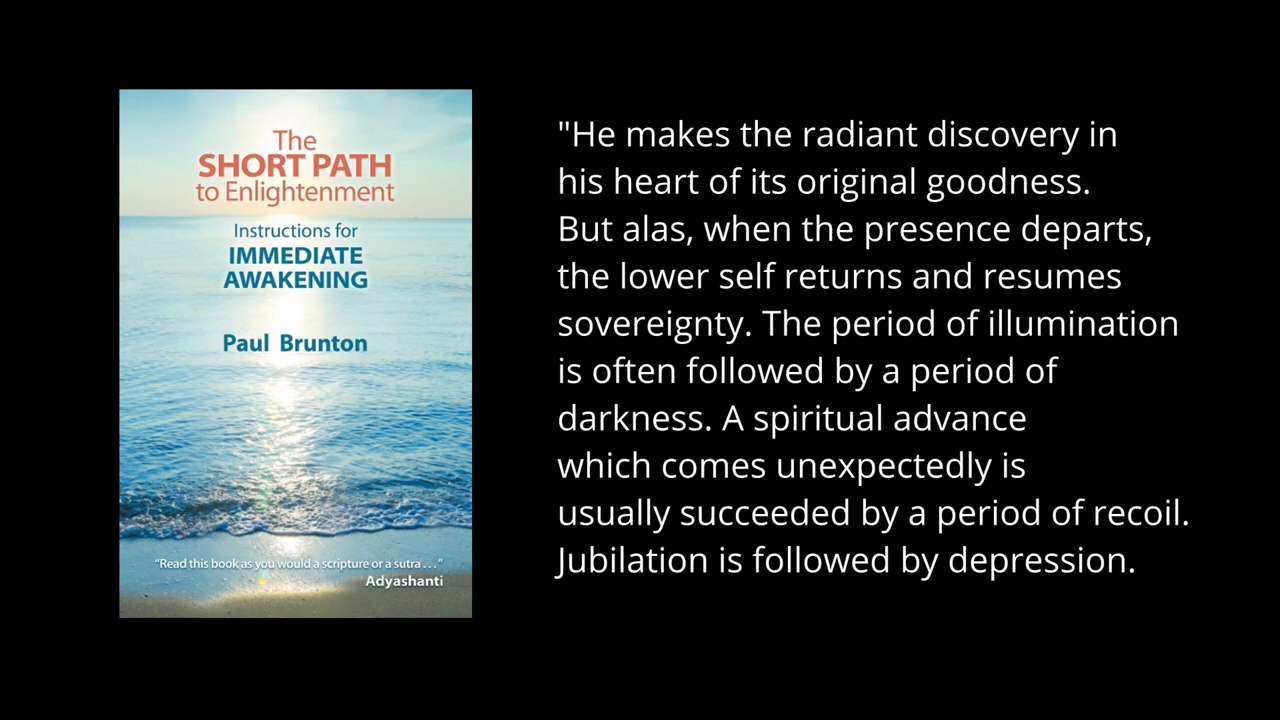 The
SHORT PATH
to Enlightenment
Instructions for
IMMEDIATE
AWAKENING
Paul Brunton
“Read this book as you would a scripture or a sutra . . .”
Adyashanti
"He makes the radiant discovery in
his heart of its original goodness.
But alas, when the presence departs,
the lower self returns and resumes
sovereignty. The period of illumination
is often followed by a period of
darkness. A spiritual advance
which comes unexpectedly is
usually succeeded by a period of recoil.
Jubilation is followed by depression.